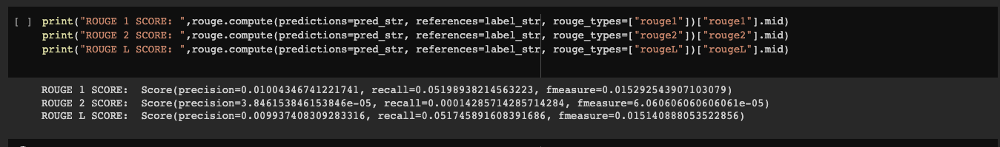 [ ] print("ROUGE 1 SCORE: ",rouge.compute(predictions=pred_str, references=label_str, rouge_types=["rouge1"])["rouge1"].mid)
print("ROUGE 2 SCORE: ",rouge.compute(predictions=pred_str, references=label_str, rouge_types=["rouge2"])["rouge2"].mid)
print("ROUGE L SCORE: ",rouge.compute(predictions=pred_str, references=label_str, rouge_types=["rougeL"])["rougeL"].mid)
ROUGE 1 SCORE:  Score(precision=0.01004346741221741, recall=0.05198938214563223, fmeasure=0.015292543907103079)
ROUGE 2 SCORE:  Score(precision=3.846153846153846e-05, recall=0.00014285714285714284, fmeasure=6.060606060606061e-05)
ROUGE L SCORE:  Score(precision=0.009937408309283316, recall=0.051745891608391686, fmeasure=0.015140888053522856)